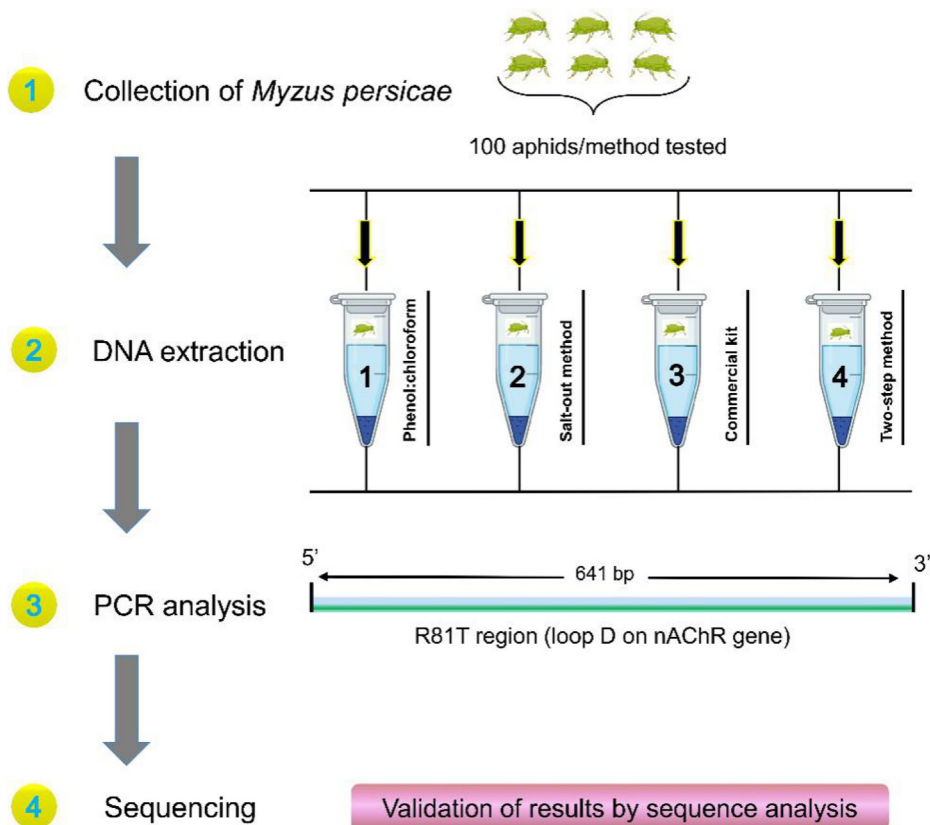 1 Collection of Myzus persicae
100 aphids/method tested
2 DNA extraction
1
Phenol:chloroform
2
Salt-out method
3
Commercial kit
4
Two-step method
3 PCR analysis
5’
641 bp
3’
R81T region (loop D on nAChR gene)
4 Sequencing
Validation of results by sequence analysis